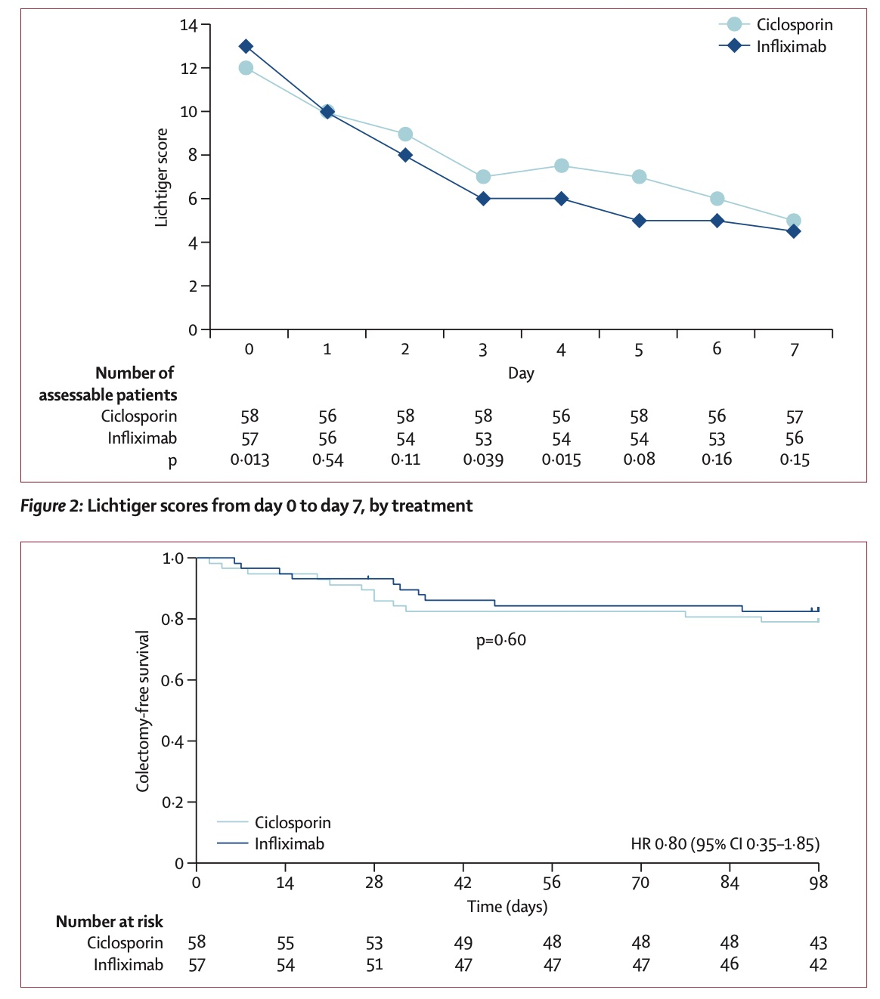 14
12
10
8
6
4
2
0
Lichtiger score
Ciclosporin
Infliximab
0 1 2 3 4 5 6 7
Day
Number of
assessable patients
Ciclosporin 58 56 58 58 56 58 56 57
Infliximab 57 56 54 53 54 54 53 56
p 0·013 0·54 0·11 0·039 0·015 0·08 0·16 0·15
Figure 2: Lichtiger scores from day 0 to day 7, by treatment
1·0
0·8
0·6
0·4
0·2
0
Colectomy-free survival
p=0·60
Ciclosporin
Infliximab
HR 0·80 (95% CI 0·35–1·85)
0 14 28 42 56 70 84 98
Time (days)
Number at risk
Ciclosporin 58 55 53 49 48 48 48 43
Infliximab 57 54 51 47 47 47 46 42